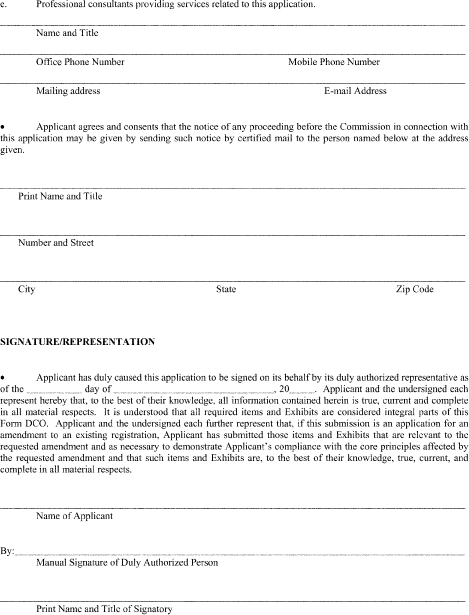 e. Professional consultants providing services related to this application.
Name and Title
Office Phone Number Mobile Phone Number
Mailing address E-mail Address
• Applicant agrees and consents that the notice of any proceeding before the Commission in connection with
this application may be given by sending such notice by certified mail to the person named below at the address
given.
Print Name and Title
Number and Street
City State Zip Code
SIGNATURE/REPRESENTATION
• Applicant has duly caused this application to be signed on its behalf by its duly authorized representative as
of the ___________ day of ________________________________, 20_____. Applicant and the undersigned each
represent hereby that, to the best of their knowledge, all information contained herein is true, current and complete
in all material respects. It is understood that all required items and Exhibits are considered integral parts of this
Form DCO. Applicant and the undersigned each further represent that, if this submission is an application for an
amendment to an existing registration, Applicant has submitted those items and Exhibits that are relevant to the
requested amendment and as necessary to demonstrate Applicant's compliance with the core principles affected by
the requested amendment and that such items and Exhibits are, to the best of their knowledge, true, current, and
complete in all material respects.
Name of Applicant
By:
Manual Signature of Duly Authorized Person
Print Name and Title of Signatory